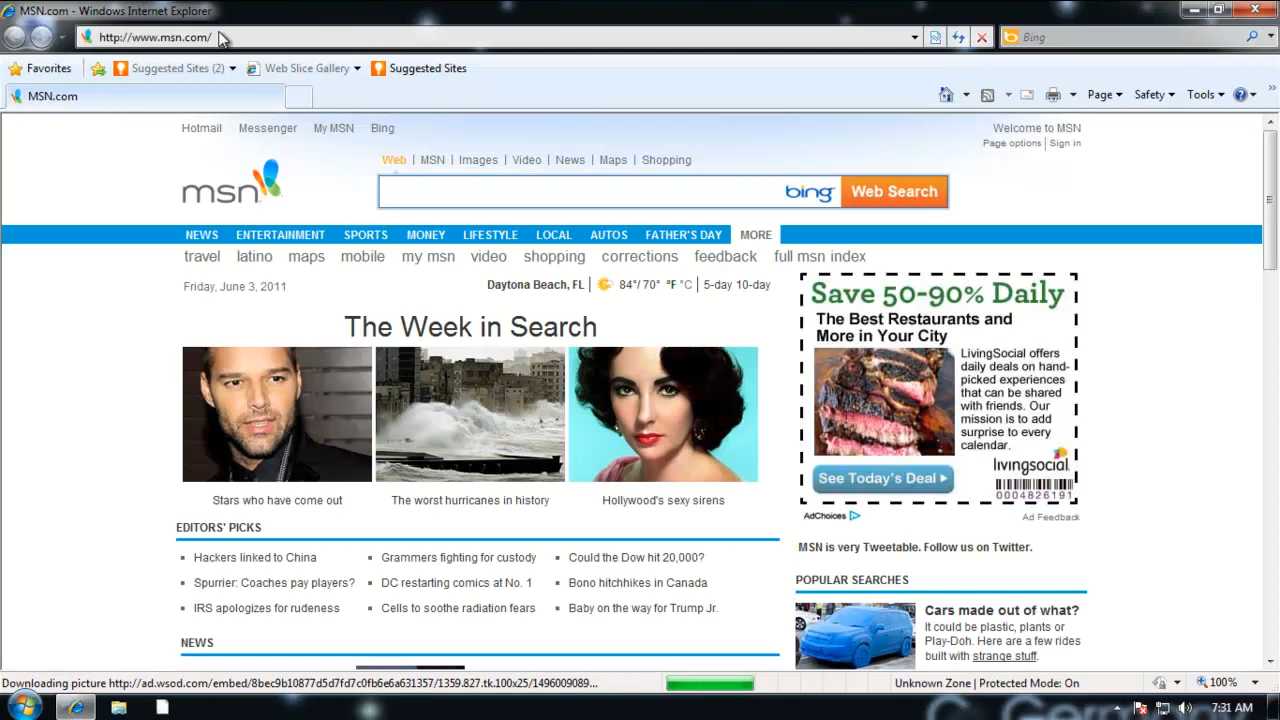 MSN.com - Windows Internet Explorer
http://www.msn.com/
Bing
Favorites
Suggested Sites (2)
Web Slice Gallery
Suggested Sites
MSN.com
Page
Safety
Tools
Hotmail Messenger My MSN Bing
Welcome to MSN
Page options | Sign in
msn
Web | MSN | Images | Video | News | Maps | Shopping
bing
Web Search
NEWS ENTERTAINMENT SPORTS MONEY LIFESTYLE LOCAL AUTOS FATHER'S DAY MORE
travel latino maps mobile my msn video shopping corrections feedback full msn index
Friday, June 3, 2011
Daytona Beach, FL | 84°/ 70° °F °C | 5-day 10-day
The Week in Search
Stars who have come out
The worst hurricanes in history
Hollywood's sexy sirens
EDITORS' PICKS
Hackers linked to China
Grammers fighting for custody
Could the Dow hit 20,000?
Spurrier: Coaches pay players?
DC restarting comics at No. 1
Bono hitchhikes in Canada
IRS apologizes for rudeness
Cells to soothe radiation fears
Baby on the way for Trump Jr.
NEWS
Save 50-90% Daily
The Best Restaurants and
More in Your City
LivingSocial offers
daily deals on hand-
picked experiences
that can be shared
with friends. Our
mission is to add
surprise to every
calendar.
See Today's Deal
livingsocial
0004826191
AdChoices
Ad Feedback
MSN is very Tweetable. Follow us on Twitter.
POPULAR SEARCHES
Cars made out of what?
It could be plastic, plants or
Play-Doh. Here are a few rides
built with strange stuff.
Downloading picture http://ad.wsod.com/embed/8bec9b10877d5d7fd7c0fb6e6a631357/1359.827.tk.100x25/1496009089...
Unknown Zone | Protected Mode: On
100%
7:31 AM